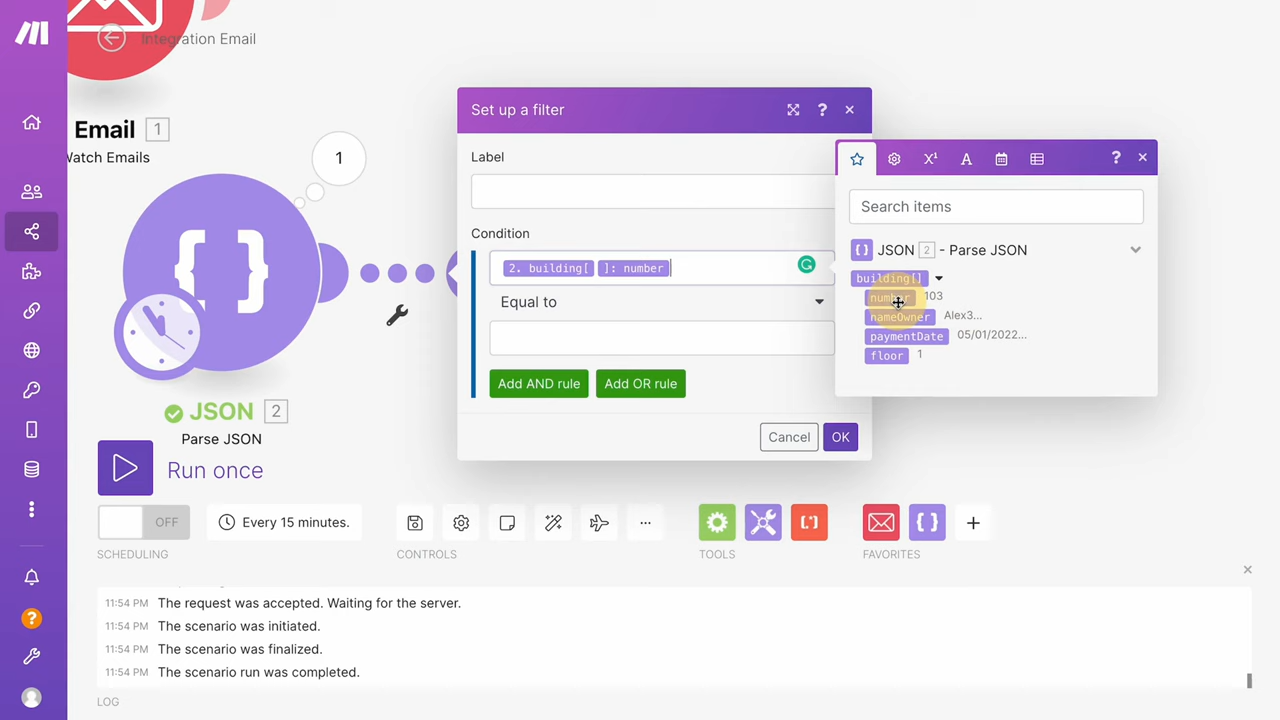 Integration Email
Email 1
Watch Emails
1
JSON 2
Parse JSON
Run once
OFF
Every 15 minutes.
SCHEDULING
CONTROLS
TOOLS
FAVORITES
Set up a filter
Label
Condition
2. building[ ]: number
Equal to
Add AND rule
Add OR rule
Cancel
OK
Search items
JSON 2 - Parse JSON
building[]
number 103
nameOwner Alex3...
paymentDate 05/01/2022...
floor 1
11:54 PM The request was accepted. Waiting for the server.
11:54 PM The scenario was initiated.
11:54 PM The scenario was finalized.
11:54 PM The scenario run was completed.
LOG